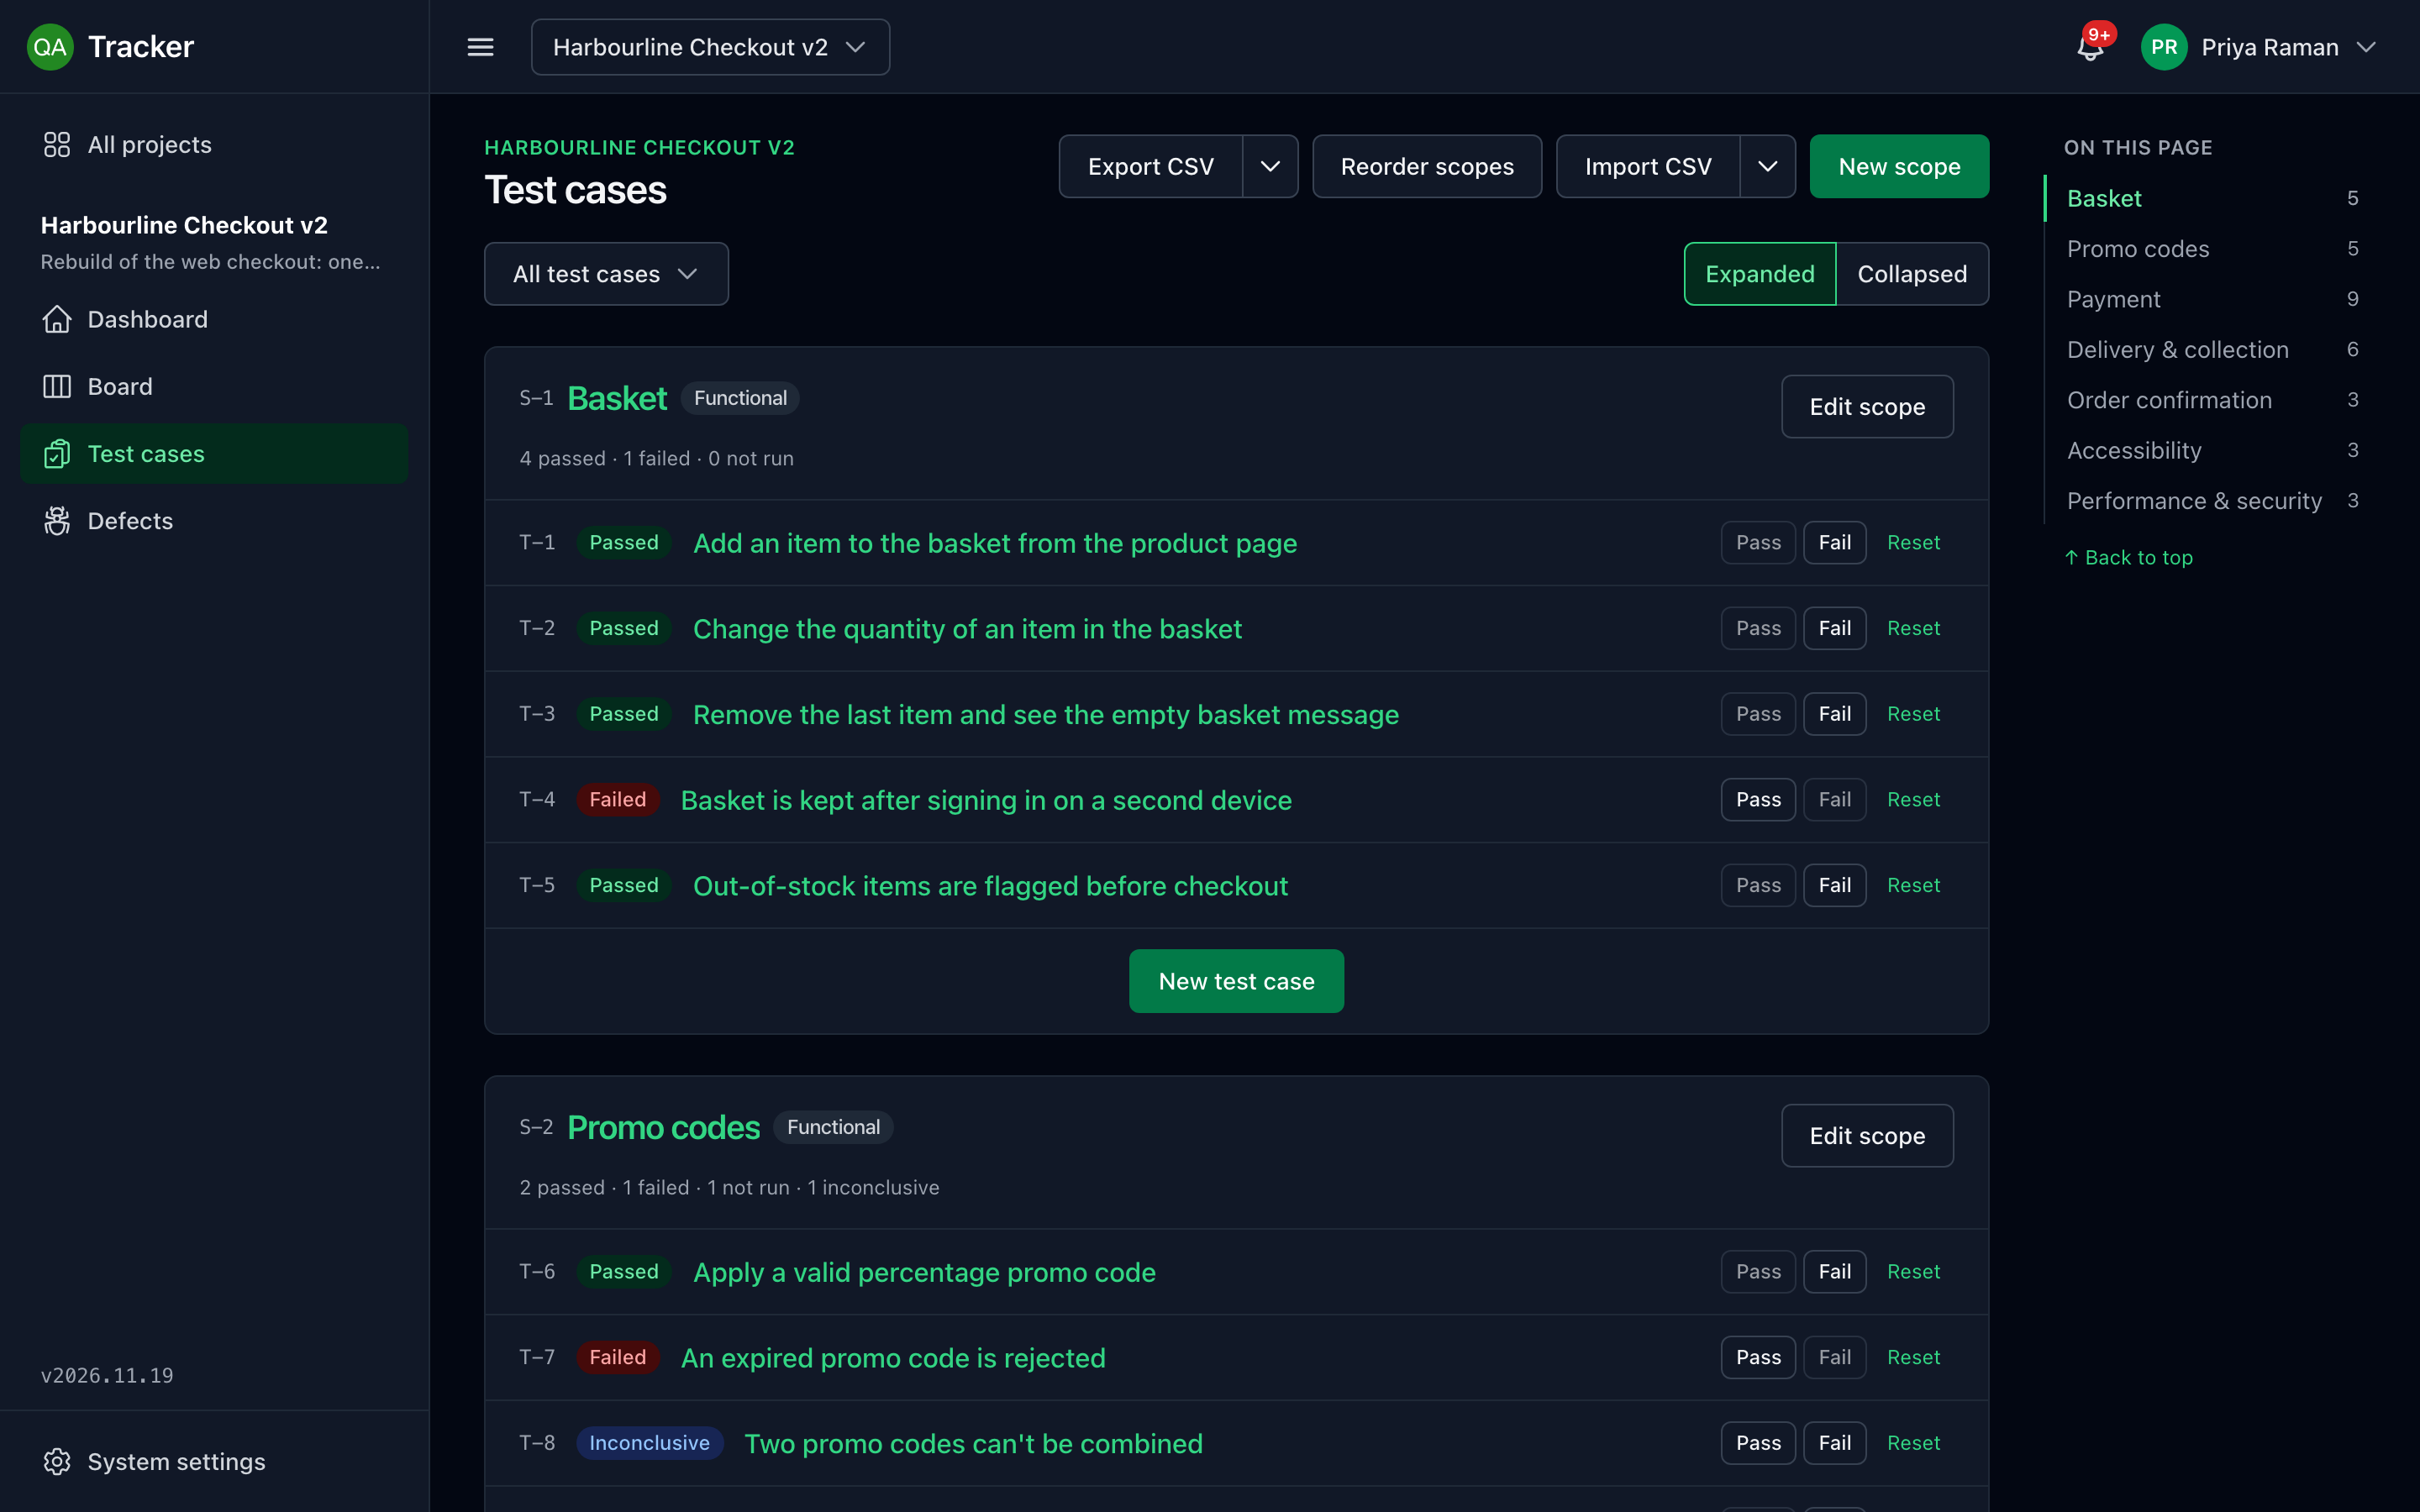 QA Tracker
Harbourline Checkout v2
9+
PR Priya Raman
All projects
Harbourline Checkout v2
Rebuild of the web checkout: one...
Dashboard
Board
Test cases
Defects
v2026.11.19
System settings
HARBOURLINE CHECKOUT V2
Test cases
Export CSV
Reorder scopes
Import CSV
New scope
All test cases
Expanded
Collapsed
S-1 Basket Functional
Edit scope
4 passed · 1 failed · 0 not run
T-1 Passed Add an item to the basket from the product page Pass Fail Reset
T-2 Passed Change the quantity of an item in the basket Pass Fail Reset
T-3 Passed Remove the last item and see the empty basket message Pass Fail Reset
T-4 Failed Basket is kept after signing in on a second device Pass Fail Reset
T-5 Passed Out-of-stock items are flagged before checkout Pass Fail Reset
New test case
S-2 Promo codes Functional
Edit scope
2 passed · 1 failed · 1 not run · 1 inconclusive
T-6 Passed Apply a valid percentage promo code Pass Fail Reset
T-7 Failed An expired promo code is rejected Pass Fail Reset
T-8 Inconclusive Two promo codes can't be combined Pass Fail Reset
ON THIS PAGE
Basket 5
Promo codes 5
Payment 9
Delivery & collection 6
Order confirmation 3
Accessibility 3
Performance & security 3
↑ Back to top